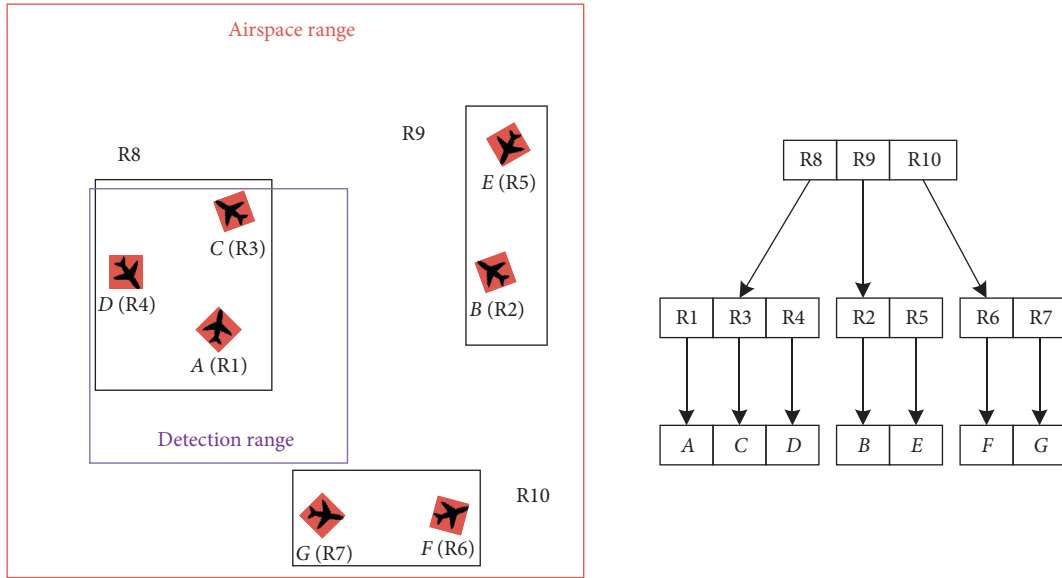 Airspace range
R9
R8
E (R5)
C (R3)
D (R4)
B (R2)
A (R1)
Detection range
R10
G (R7)
F (R6)
R8 R9 R10
R1 R3 R4 R2 R5 R6 R7
A C D B E F G